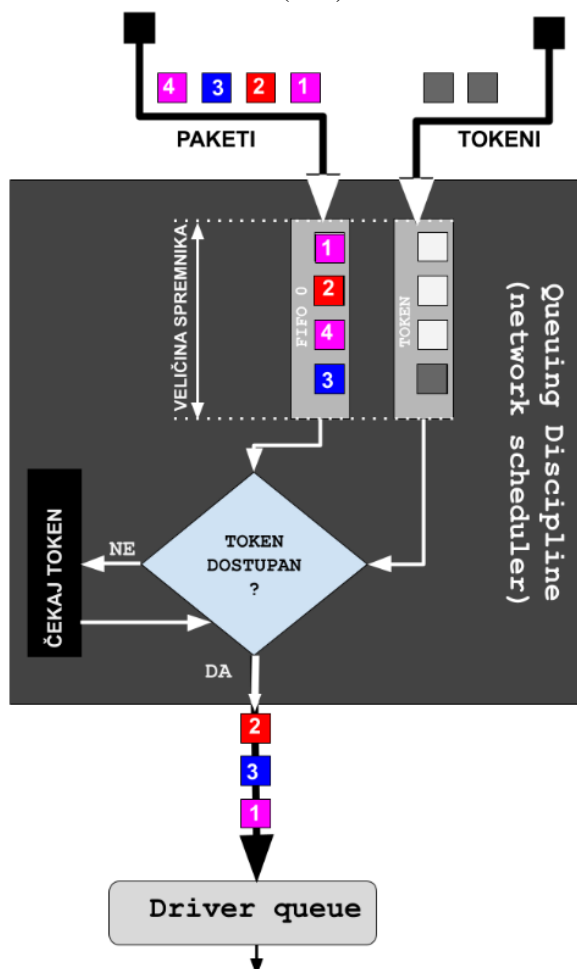 4 3 2 1
PAKETI
TOKENI
VELIČINA SPREMNIKA
FIFO 0
1
2
4
3
TOKEN
Queuing Discipline
(network scheduler)
TOKEN
DOSTUPAN
?
NE
ČEKAJ TOKEN
DA
2
3
1
Driver queue